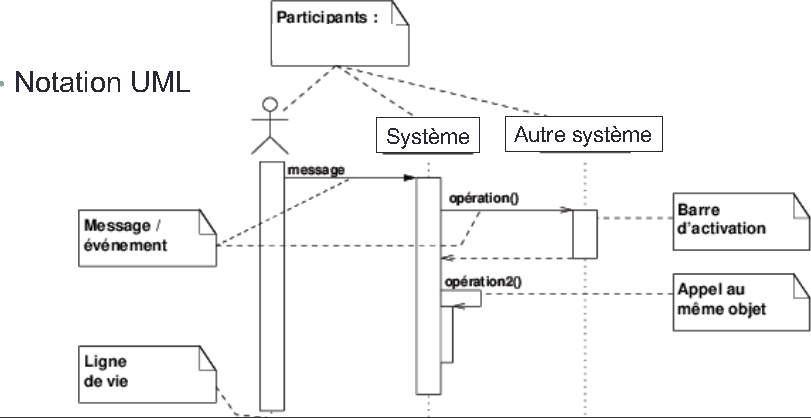 Participants :
• Notation UML
Système
Autre système
message
opération()
Message /
événement
Barre
d'activation
opération2()
Appel au
même objet
Ligne
de vie